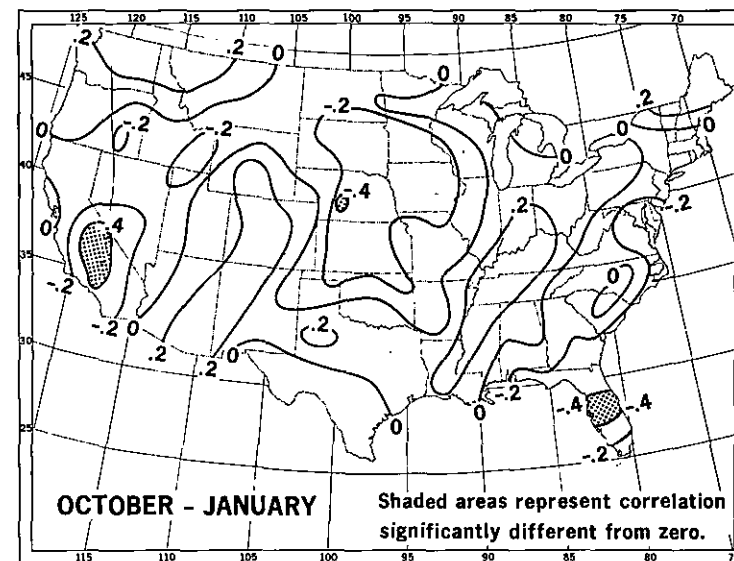 125 120 115 110 105 100 95 90 85 80 75 70
.2 0 0 .2
45 -.2
0 -.2 -.2 0 0 0
40 -.4 .2 -.2
-.4
0 0
35
-.2 -.2 0 .2
30 .2 .2 0 0 -.2
-.4 -.4
25 0 -.2
OCTOBER - JANUARY
Shaded areas represent correlation
significantly different from zero.
115 110 105 100 95 90 85 80